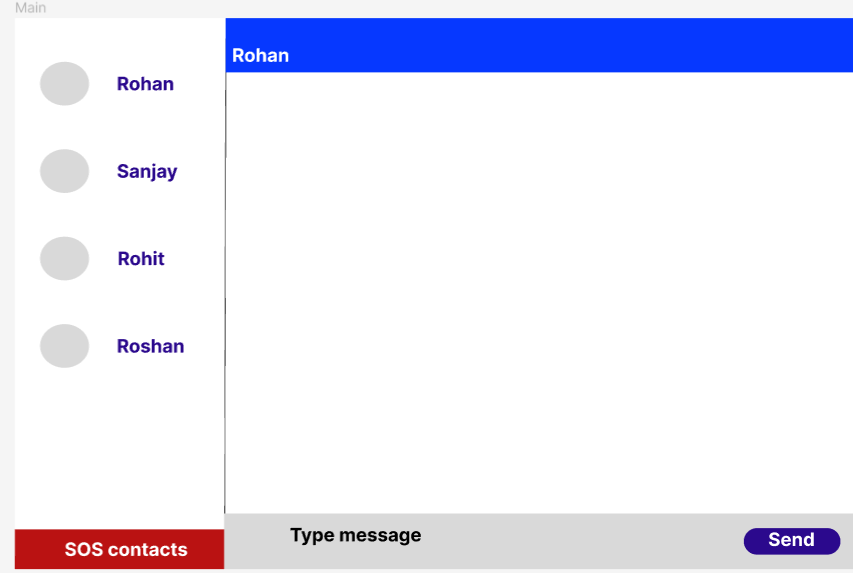 Main
Rohan
Sanjay
Rohit
Roshan
SOS contacts
Rohan
Type message
Send